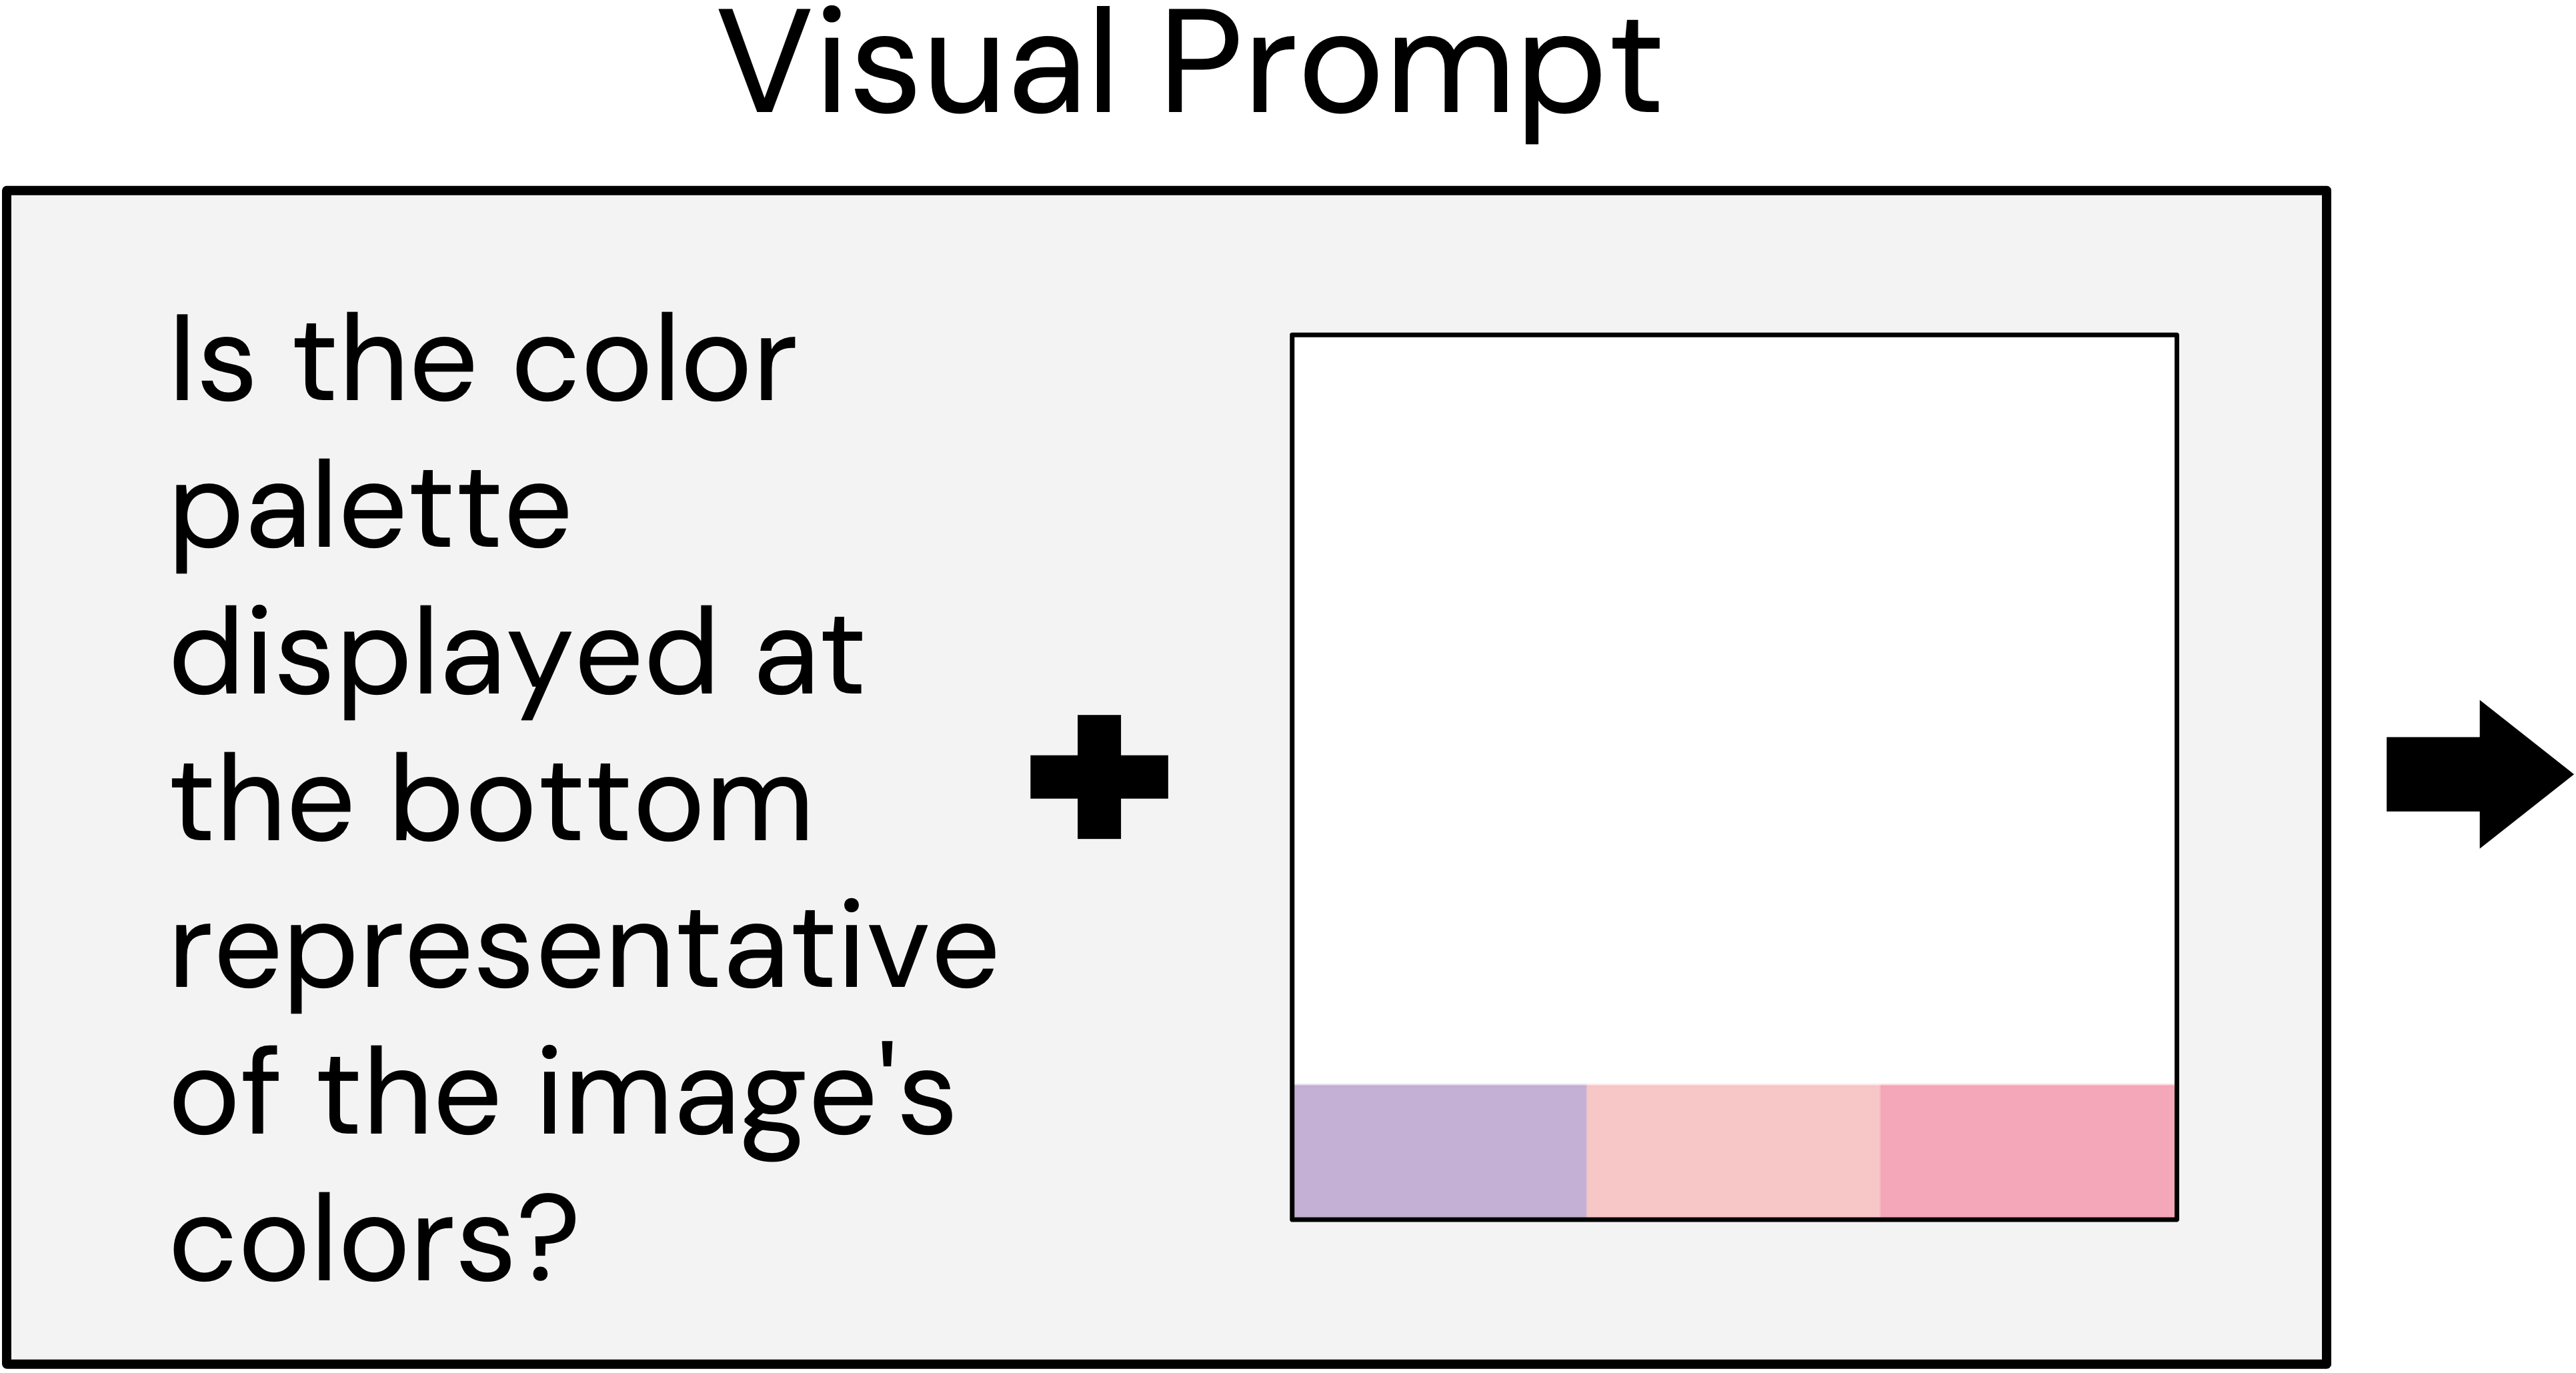 Visual Prompt
Is the color
palette
displayed at
the bottom
representative
of the image's
colors?